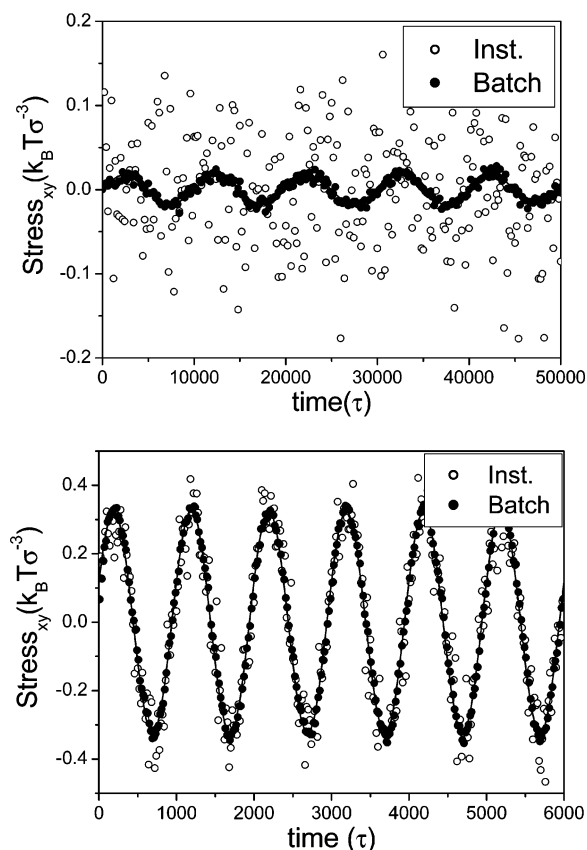 0.2
Inst.
Batch
0.1
0.0
-0.1
-0.2
Stress_xy(k_BTσ^-3)
0 10000 20000 30000 40000 50000
time(τ)
Inst.
Batch
0.4
0.2
0.0
-0.2
-0.4
Stress_xy(k_BTσ^-3)
0 1000 2000 3000 4000 5000 6000
time (τ)